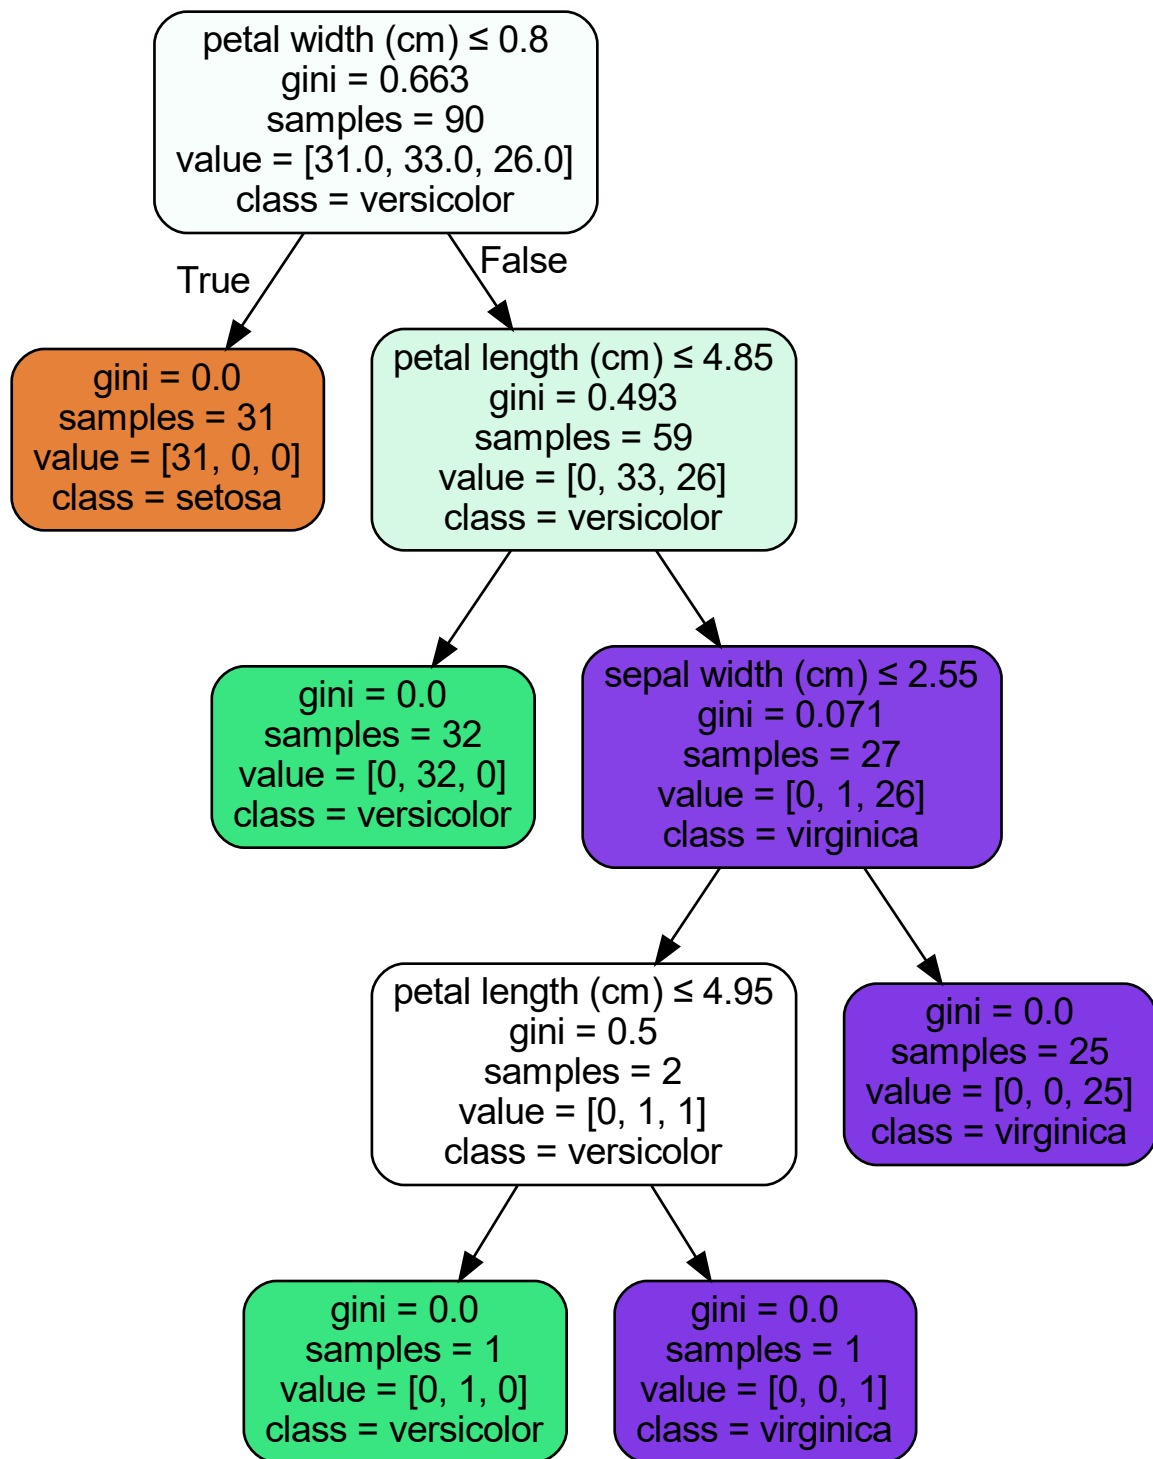 petal width (cm) ≤ 0.8
gini = 0.663
samples = 90
value = [31.0, 33.0, 26.0]
class = versicolor
True
False
gini = 0.0
samples = 31
value = [31, 0, 0]
class = setosa
petal length (cm) ≤ 4.85
gini = 0.493
samples = 59
value = [0, 33, 26]
class = versicolor
gini = 0.0
samples = 32
value = [0, 32, 0]
class = versicolor
sepal width (cm) ≤ 2.55
gini = 0.071
samples = 27
value = [0, 1, 26]
class = virginica
petal length (cm) ≤ 4.95
gini = 0.5
samples = 2
value = [0, 1, 1]
class = versicolor
gini = 0.0
samples = 25
value = [0, 0, 25]
class = virginica
gini = 0.0
samples = 1
value = [0, 1, 0]
class = versicolor
gini = 0.0
samples = 1
value = [0, 0, 1]
class = virginica